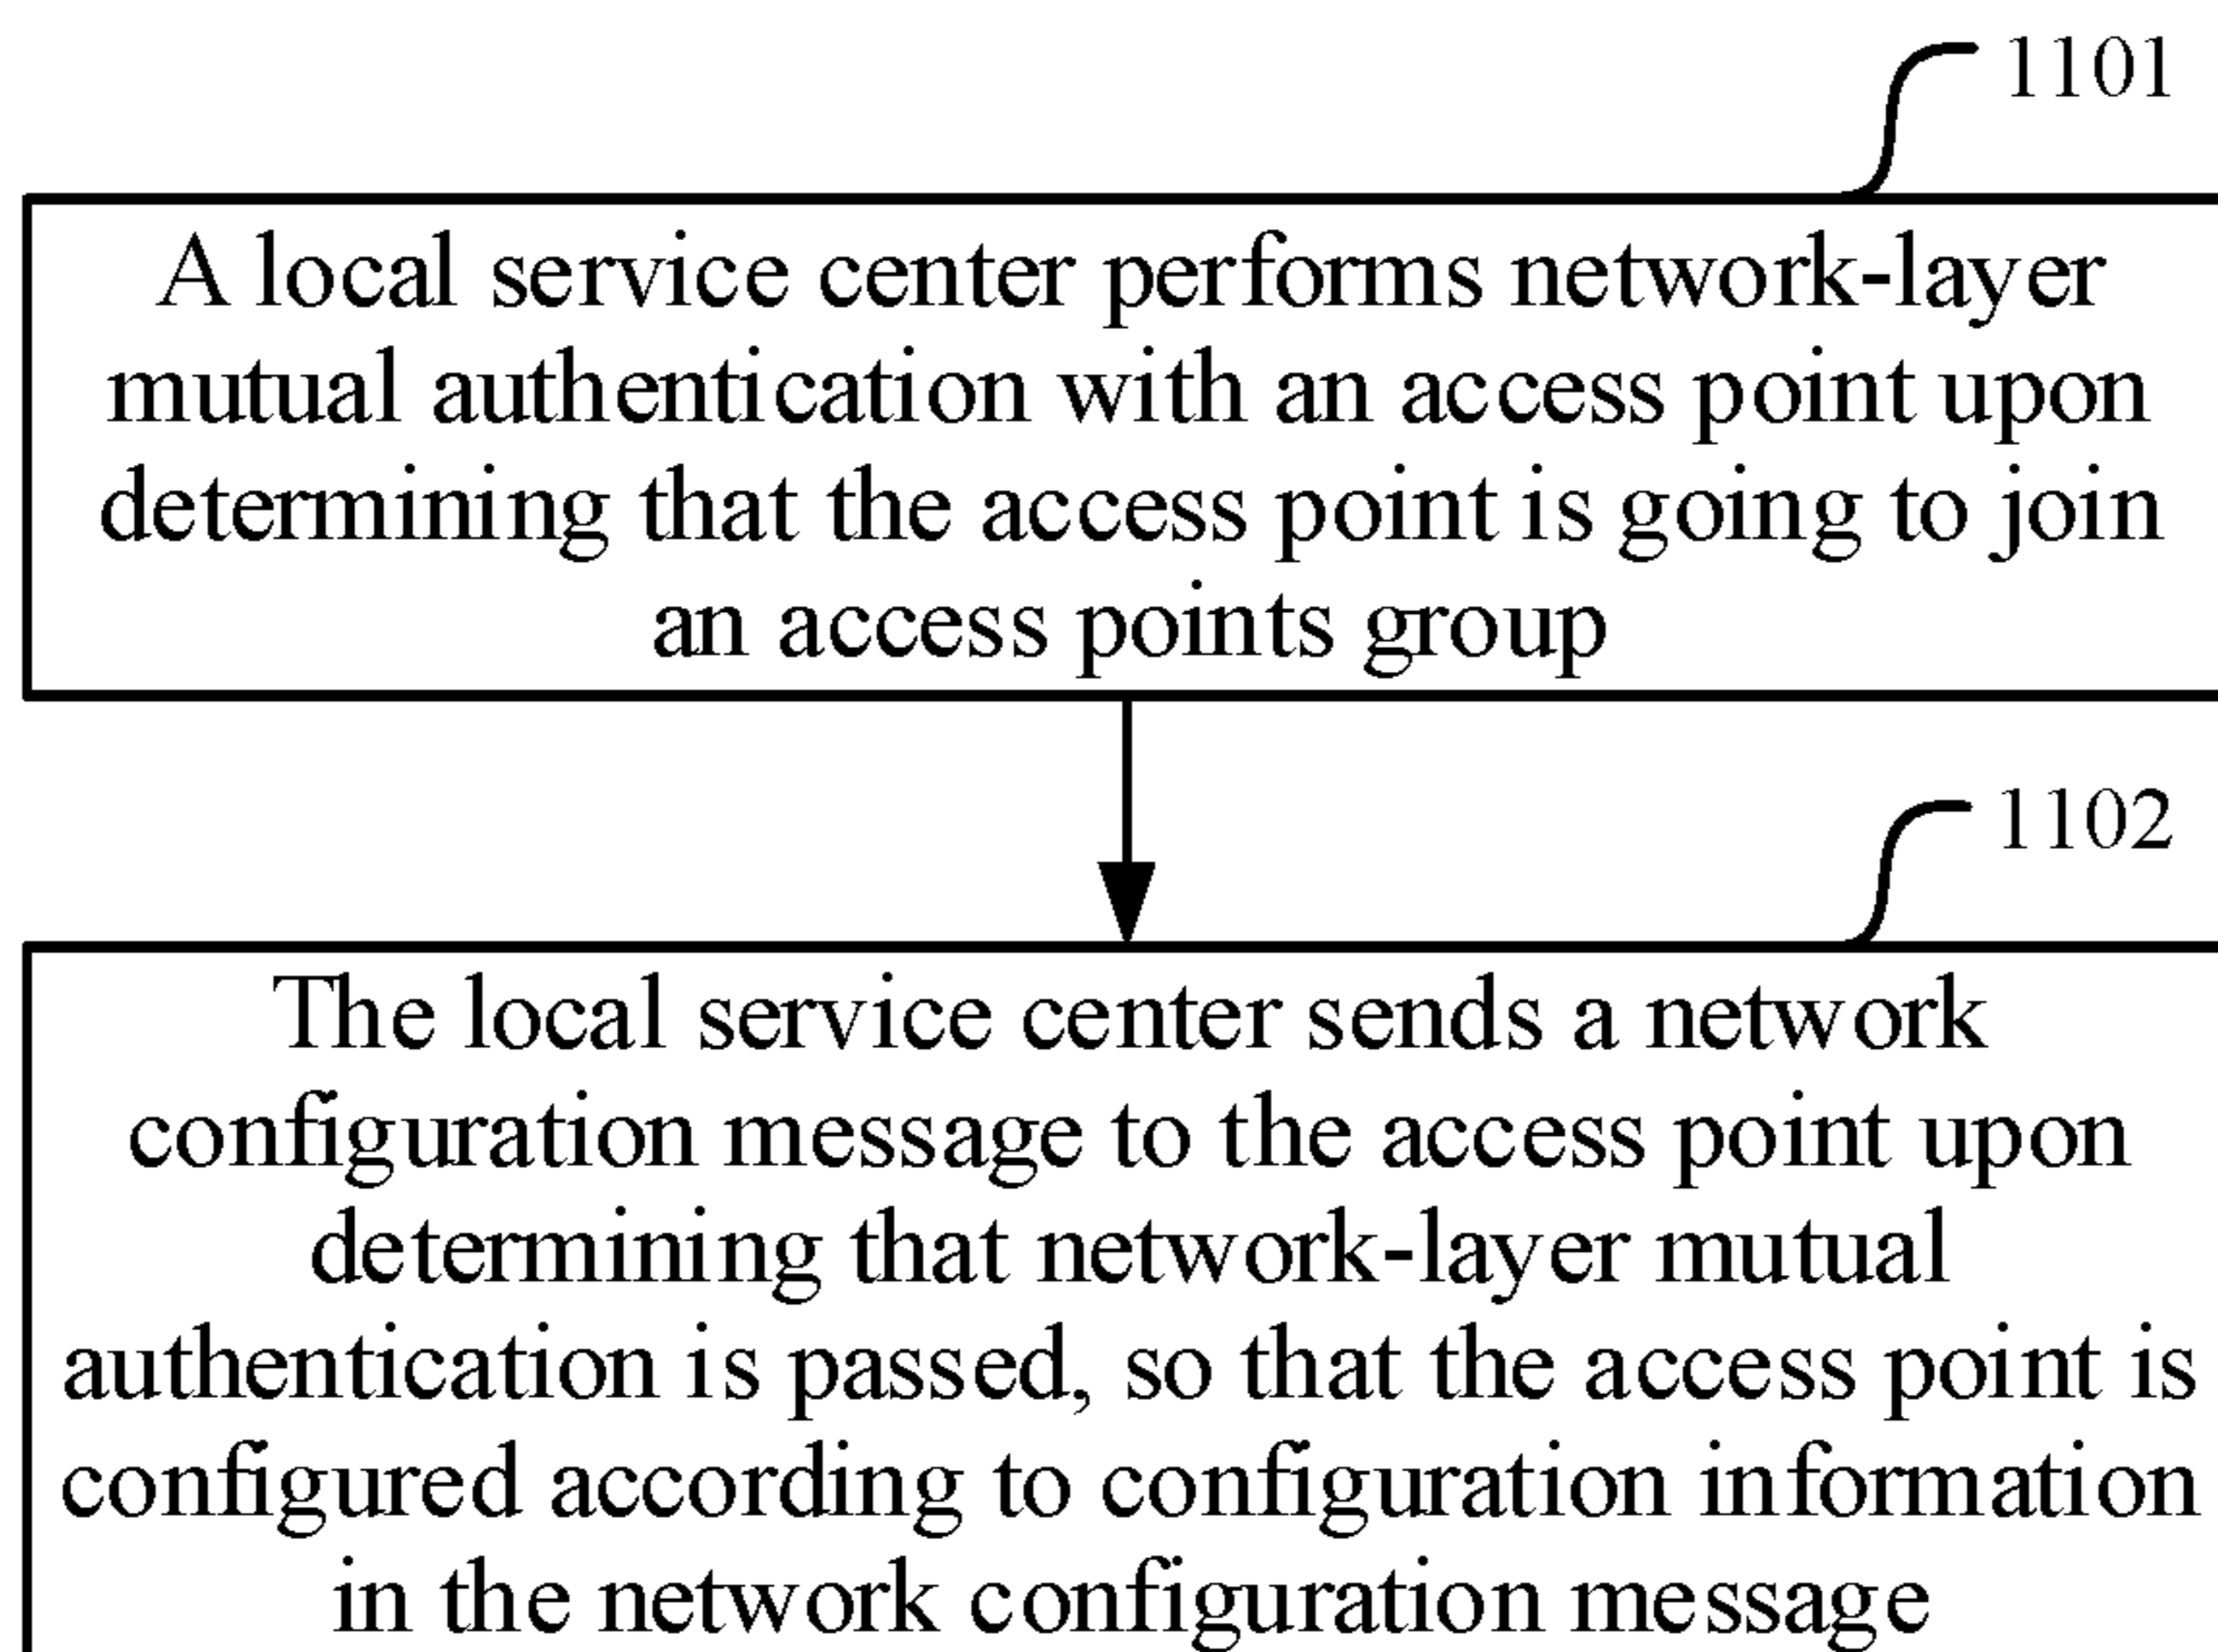 1101
A local service center performs network-layer
mutual authentication with an access point upon
determining that the access point is going to join
an access points group
1102
The local service center sends a network
configuration message to the access point upon
determining that network-layer mutual
authentication is passed, so that the access point is
configured according to configuration information
in the network configuration message